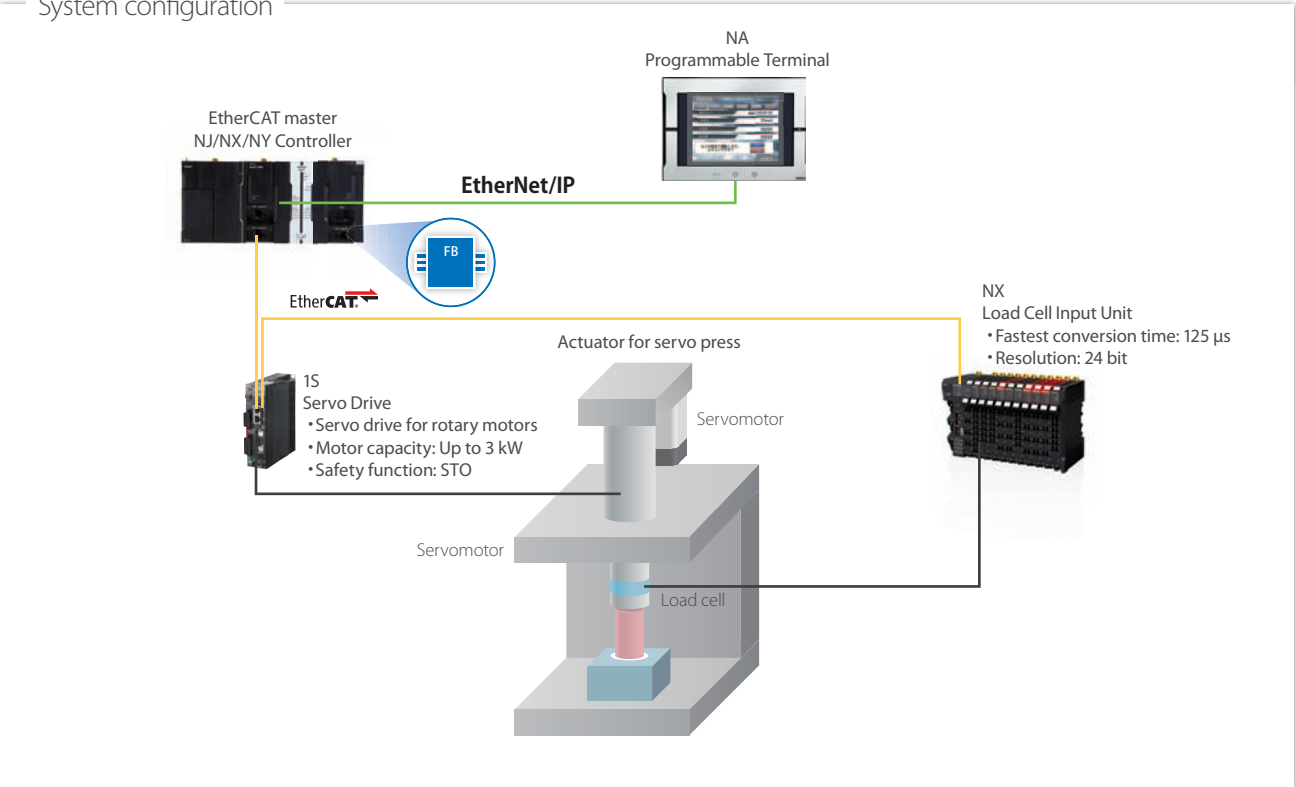 System configuration
NA
Programmable Terminal
EtherCAT master
NJ/NX/NY Controller
EtherNet/IP
FB
EtherCAT®
NX
Load Cell Input Unit
・Fastest conversion time: 125 μs
・Resolution: 24 bit
Actuator for servo press
1S
Servo Drive
・Servo drive for rotary motors
・Motor capacity: Up to 3 kW
・Safety function: STO
Servomotor
Servomotor
Load cell